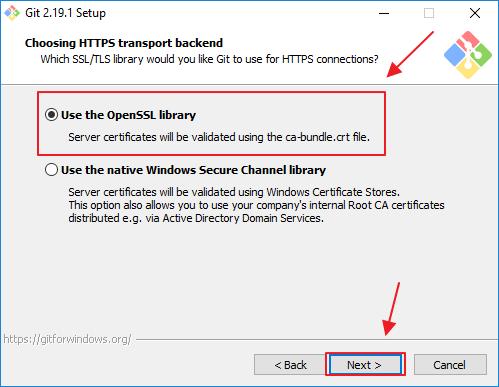 Git 2.19.1 Setup
Choosing HTTPS transport backend
Which SSL/TLS library would you like Git to use for HTTPS connections?
Use the OpenSSL library
Server certificates will be validated using the ca-bundle.crt file.
Use the native Windows Secure Channel library
Server certificates will be validated using Windows Certificate Stores.
This option also allows you to use your company's internal Root CA certificates
distributed e.g. via Active Directory Domain Services.
https://gitforwindows.org/
< Back Next > Cancel